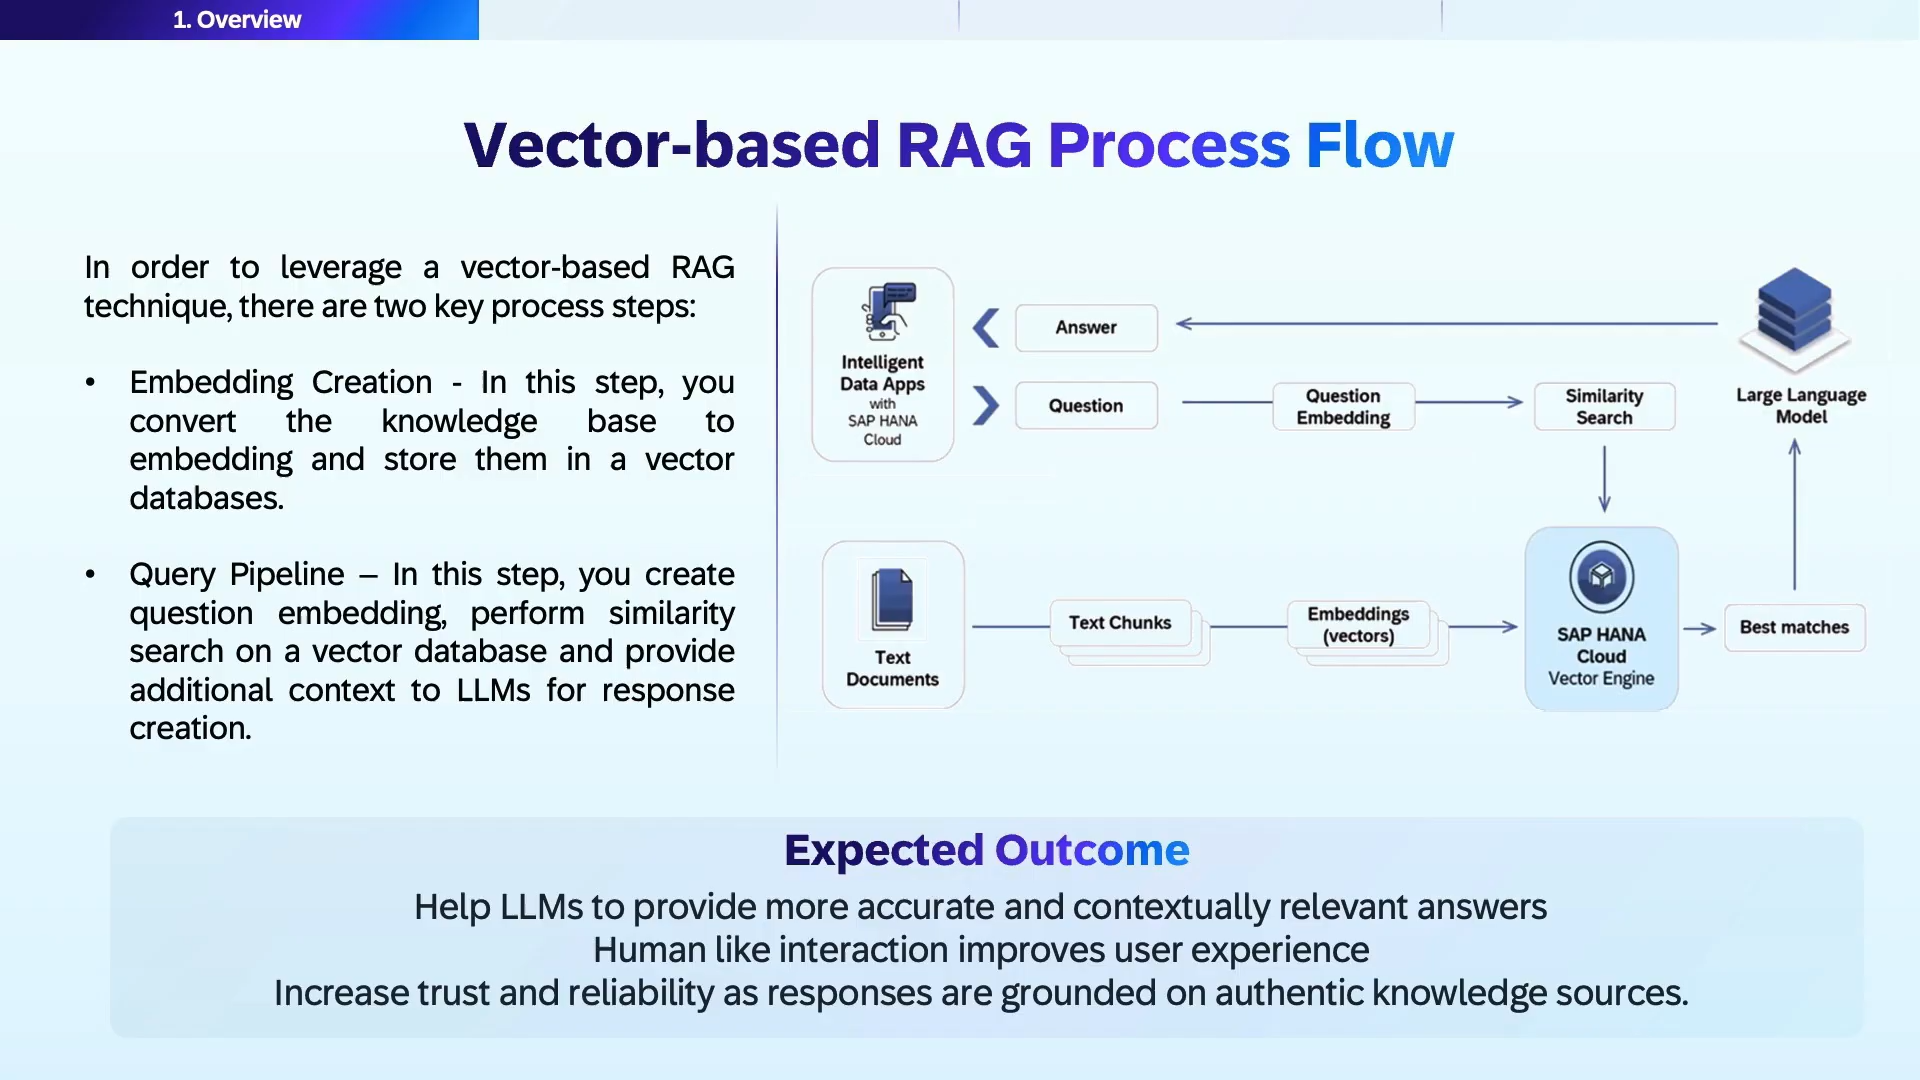 1. Overview
Vector-based RAG Process Flow
In order to leverage a vector-based RAG
technique, there are two key process steps:
• Embedding Creation - In this step, you
convert the knowledge base to
embedding and store them in a vector
databases.
• Query Pipeline – In this step, you create
question embedding, perform similarity
search on a vector database and provide
additional context to LLMs for response
creation.
Intelligent
Data Apps
with
SAP HANA
Cloud
Answer
Question
Question
Embedding
Similarity
Search
Large Language
Model
Text
Documents
Text Chunks
Embeddings
(vectors)
SAP HANA
Cloud
Vector Engine
Best matches
Expected Outcome
Help LLMs to provide more accurate and contextually relevant answers
Human like interaction improves user experience
Increase trust and reliability as responses are grounded on authentic knowledge sources.